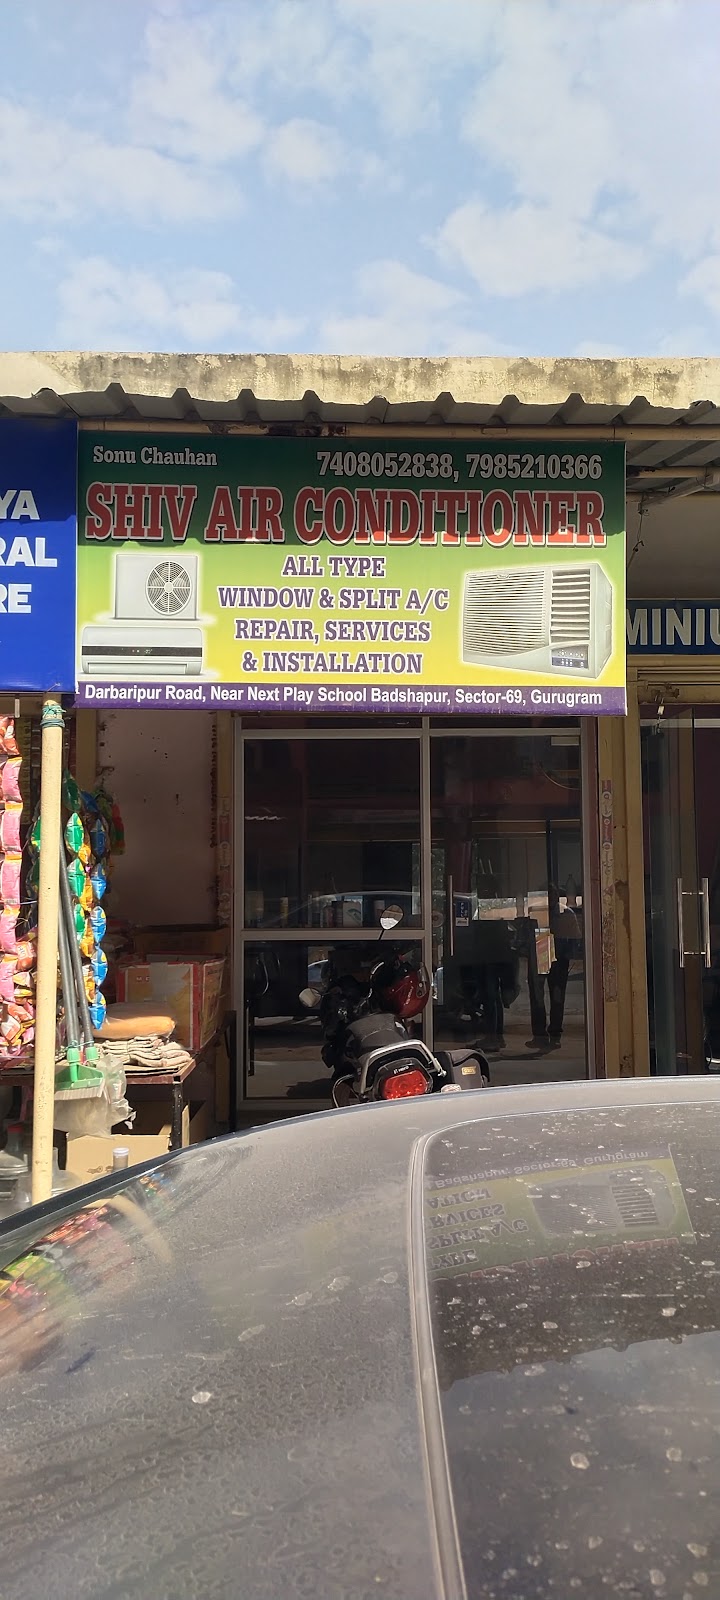 Sonu Chauhan
7408052838, 7985210366
SHIV AIR CONDITIONER
ALL TYPE
WINDOW & SPLIT A/C
REPAIR, SERVICES
& INSTALLATION
Darbaripur Road, Near Next Play School Badshapur, Sector-69, Gurugram
YA
RAL
RE
MINIU